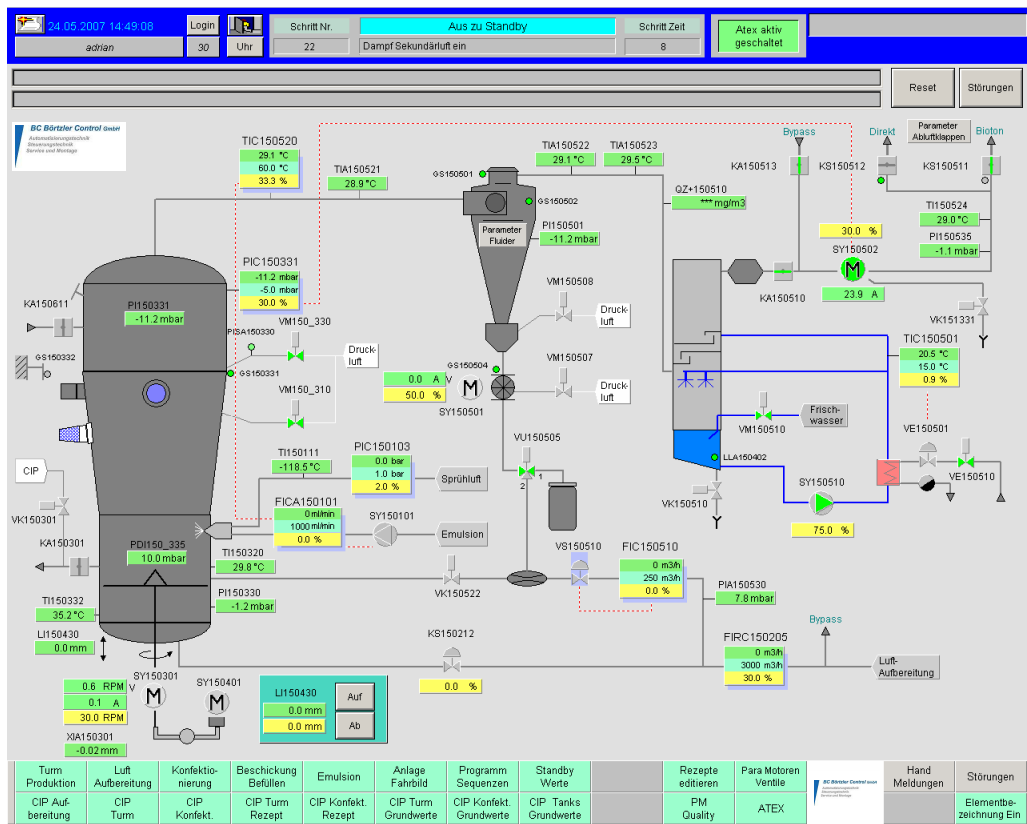 24.05.2007 14:49:08
Login
Schritt Nr.
Aus zu Standby
Schritt Zeit
Atex aktiv
geschaltet
adrian
30
Uhr
22
Dampf Sekundärluft ein
8
Reset
Störungen
BC Börtzler Control GmbH
Automatisierungstechnik
Steuerungstechnik
Service und Montage
TIC150520
29.1 °C
60.0 °C
33.3 %
TIA150521
28.9 °C
GS150501
GS150502
TIA150522
29.1 °C
TIA150523
29.5 °C
Bypass
Direkt
Parameter
Abluftklappen
Bioton
KA150513
KS150512
KS150511
QZ+150510
*** mg/m3
TI150524
29.0 °C
PI150535
-1.1 mbar
Parameter
Fluider
PI150501
-11.2 mbar
30.0 %
SY150502
M
23.9 A
KA150510
VK151331
PIC150331
-11.2 mbar
-5.0 mbar
30.0 %
KA150611
PI150331
-11.2 mbar
VM150_330
PISA150330
Druck-
luft
GS150332
GS150331
VM150_310
VM150508
Druck-
luft
VM150507
Druck-
luft
GS150504
0.0 A
V
50.0 %
M
SY150501
TIC150501
20.5 °C
15.0 °C
0.9 %
Frisch-
wasser
VM150510
VE150501
VE150510
LLA150402
SY150510
75.0 %
VK150510
CIP
VK150301
KA150301
TI150111
-118.5 °C
PIC150103
0.0 bar
1.0 bar
2.0 %
Sprühluft
VU150505
1
2
FICA150101
0 ml/min
1000 ml/min
0.0 %
SY150101
Emulsion
PDI150_335
10.0 mbar
TI150320
29.8 °C
PI150330
-1.2 mbar
VK150522
VS150510
FIC150510
0 m3/h
250 m3/h
0.0 %
PIA150530
7.8 mbar
TI150332
35.2 °C
LI150430
0.0 mm
KS150212
0.0 %
FIRC150205
0 m3/h
3000 m3/h
30.0 %
Bypass
Luft-
Aufbereitung
SY150301
SY150401
0.6 RPM
V
M
M
0.1 A
30.0 RPM
XIA150301
-0.02 mm
LI150430
0.0 mm
0.0 mm
Auf
Ab
Turm
Produktion
Luft
Aufbereitung
Konfektio-
nierung
Beschickung
Befüllen
Emulsion
Anlage
Fahrbild
Programm
Sequenzen
Standby
Werte
Rezepte
editieren
Para Motoren
Ventile
BC Börtzler Control GmbH
Hand
Meldungen
Störungen
CIP Auf-
bereitung
CIP
Turm
CIP
Konfekt.
CIP Turm
Rezept
CIP Konfekt.
Rezept
CIP Turm
Grundwerte
CIP Konfekt.
Grundwerte
CIP Tanks
Grundwerte
PM
Quality
ATEX
Elementbe-
zeichnung Ein